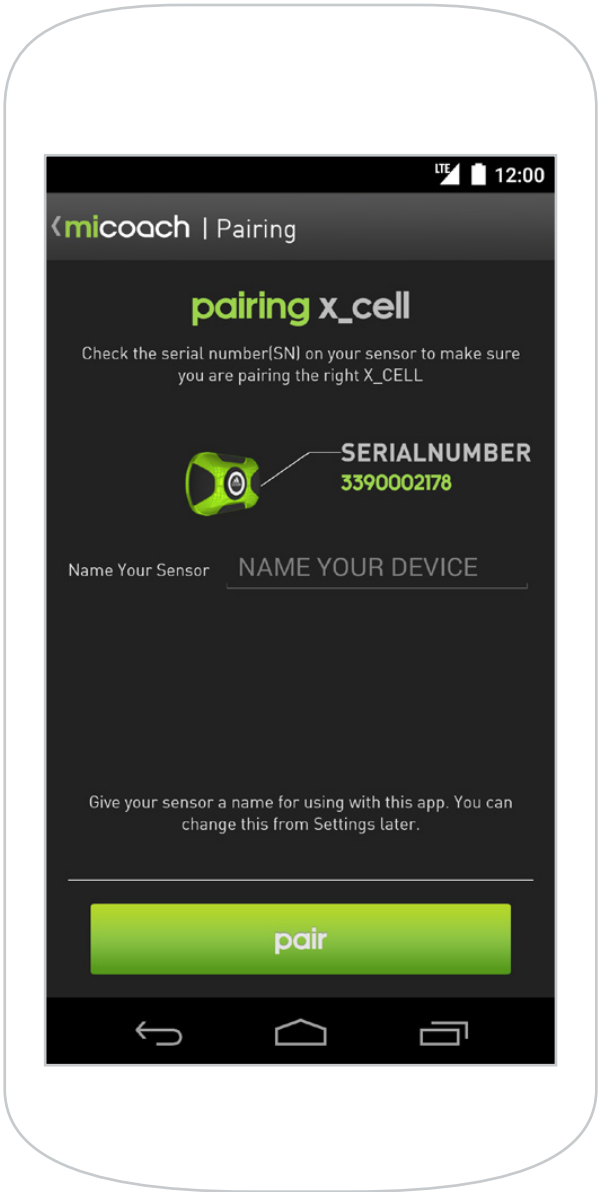 LTE 12:00
micoach | Pairing
pairing x_cell
Check the serial number(SN) on your sensor to make sure
you are pairing the right X_CELL
SERIALNUMBER
3390002178
Name Your Sensor NAME YOUR DEVICE
Give your sensor a name for using with this app. You can
change this from Settings later.
pair